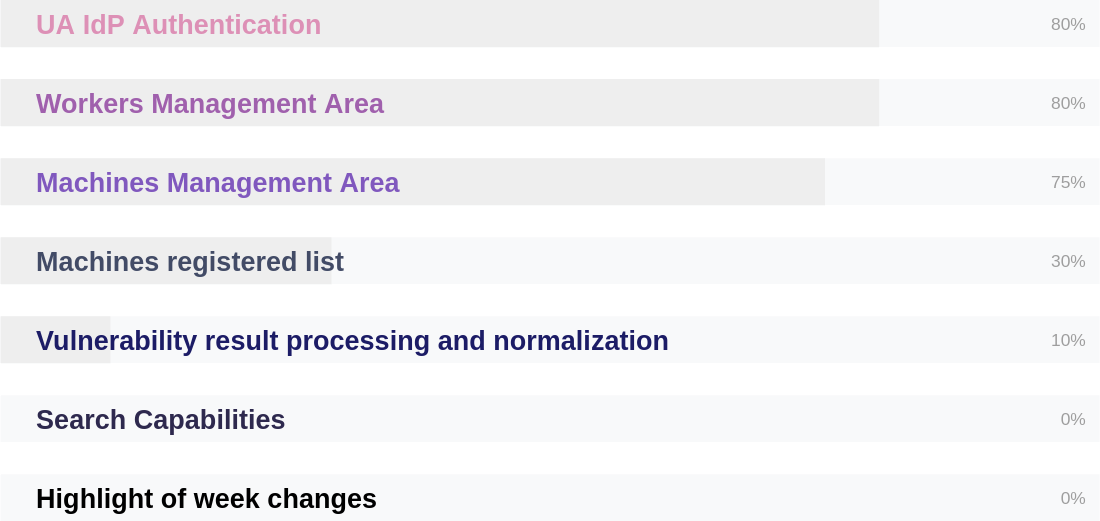 UA IdP Authentication 80%
Workers Management Area 80%
Machines Management Area 75%
Machines registered list 30%
Vulnerability result processing and normalization 10%
Search Capabilities 0%
Highlight of week changes 0%